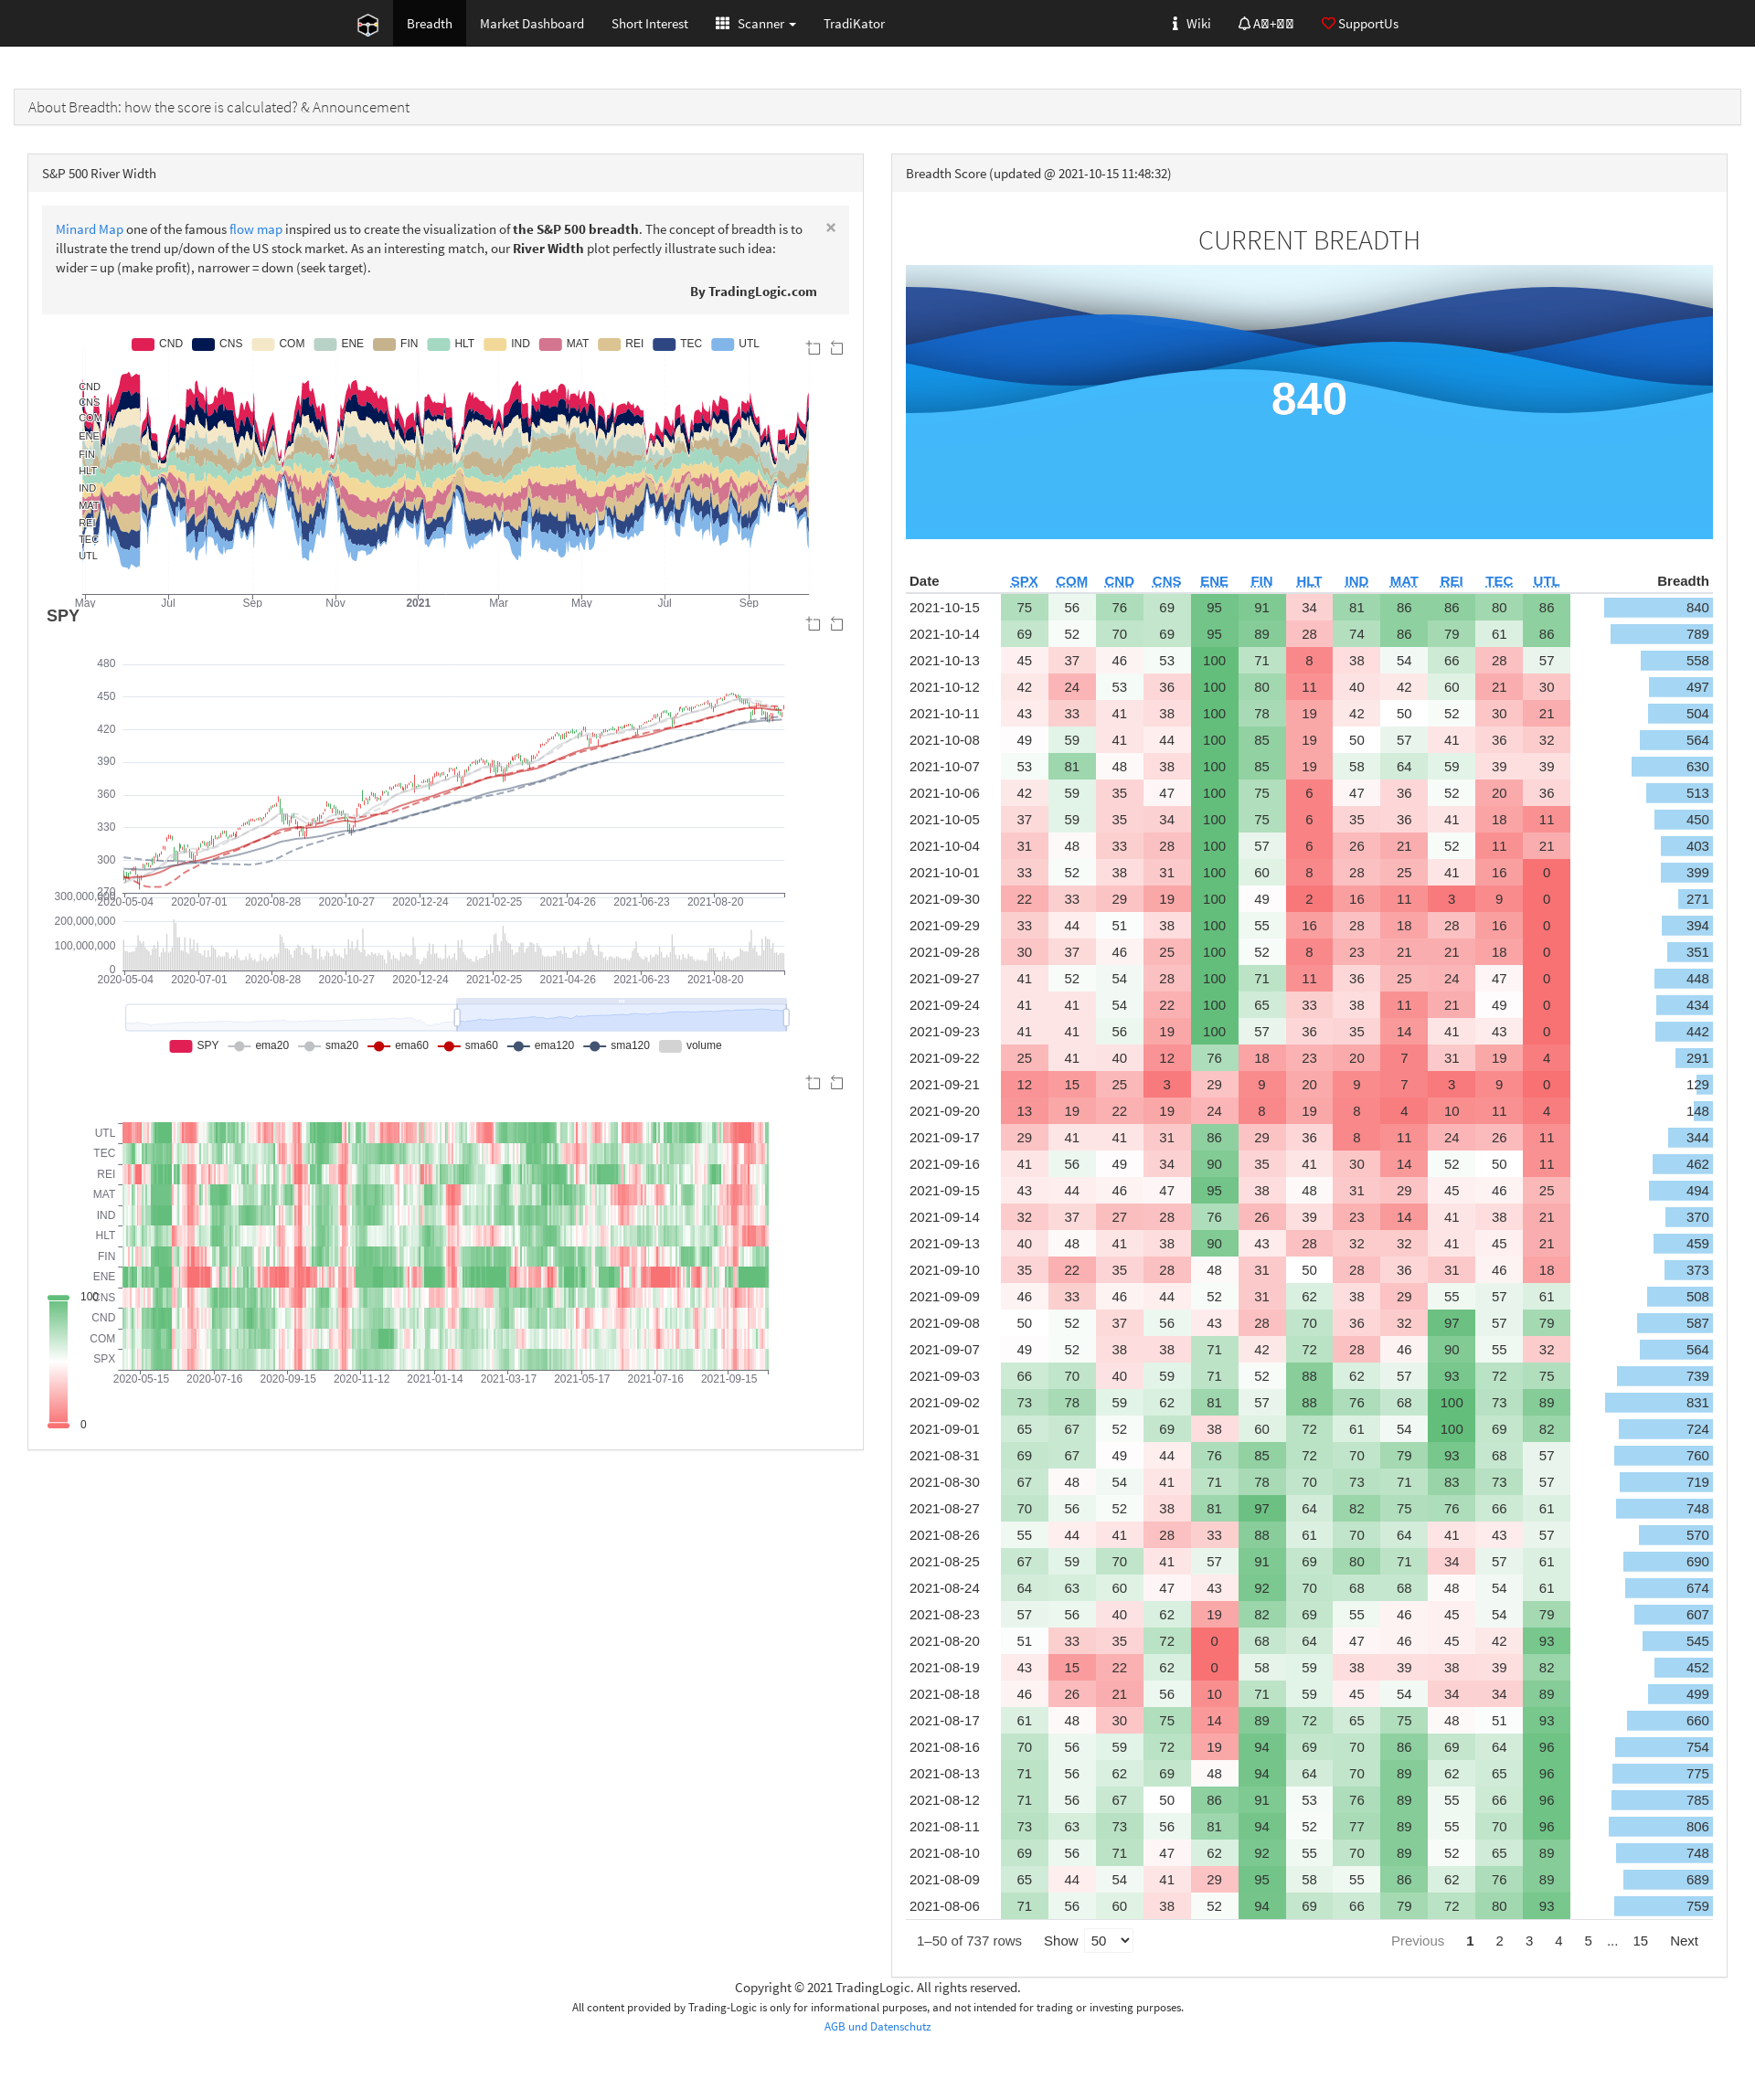 Breadth Market Dashboard Short Interest Scanner TradiKator Wiki SupportUs
About Breadth: how the score is calculated? & Announcement
S&P 500 River Width
Minard Map one of the famous flow map inspired us to create the visualization of the S&P 500 breadth. The concept of breadth is to
illustrate the trend up/down of the US stock market. As an interesting match, our River Width plot perfectly illustrate such idea:
wider = up (make profit), narrower = down (seek target).
×
By TradingLogic.com
CND CNS COM ENE FIN HLT IND MAT REI TEC UTL
CND
CNS
COM
ENE
FIN
HLT
IND
MAT
REI
TEC
UTL
May Jul Sep Nov 2021 Mar May Jul Sep
SPY
480
450
420
390
360
330
300
270
2020-05-04 2020-07-01 2020-08-28 2020-10-27 2020-12-24 2021-02-25 2021-04-26 2021-06-23 2021-08-20
300,000,000
200,000,000
100,000,000
0
2020-05-04 2020-07-01 2020-08-28 2020-10-27 2020-12-24 2021-02-25 2021-04-26 2021-06-23 2021-08-20
SPY ema20 sma20 ema60 sma60 ema120 sma120 volume
UTL
TEC
REI
MAT
IND
HLT
FIN
ENE
CNS
CND
COM
SPX
100
0
2020-05-15 2020-07-16 2020-09-15 2020-11-12 2021-01-14 2021-03-17 2021-05-17 2021-07-16 2021-09-15
Breadth Score (updated @ 2021-10-15 11:48:32)
CURRENT BREADTH
840
Date SPX COM CND CNS ENE FIN HLT IND MAT REI TEC UTL Breadth
2021-10-15 75 56 76 69 95 91 34 81 86 86 80 86 840
2021-10-14 69 52 70 69 95 89 28 74 86 79 61 86 789
2021-10-13 45 37 46 53 100 71 8 38 54 66 28 57 558
2021-10-12 42 24 53 36 100 80 11 40 42 60 21 30 497
2021-10-11 43 33 41 38 100 78 19 42 50 52 30 21 504
2021-10-08 49 59 41 44 100 85 19 50 57 41 36 32 564
2021-10-07 53 81 48 38 100 85 19 58 64 59 39 39 630
2021-10-06 42 59 35 47 100 75 6 47 36 52 20 36 513
2021-10-05 37 59 35 34 100 75 6 35 36 41 18 11 450
2021-10-04 31 48 33 28 100 57 6 26 21 52 11 21 403
2021-10-01 33 52 38 31 100 60 8 28 25 41 16 0 399
2021-09-30 22 33 29 19 100 49 2 16 11 3 9 0 271
2021-09-29 33 44 51 38 100 55 16 28 18 28 16 0 394
2021-09-28 30 37 46 25 100 52 8 23 21 21 18 0 351
2021-09-27 41 52 54 28 100 71 11 36 25 24 47 0 448
2021-09-24 41 41 54 22 100 65 33 38 11 21 49 0 434
2021-09-23 41 41 56 19 100 57 36 35 14 41 43 0 442
2021-09-22 25 41 40 12 76 18 23 20 7 31 19 4 291
2021-09-21 12 15 25 3 29 9 20 9 7 3 9 0 129
2021-09-20 13 19 22 19 24 8 19 8 4 10 11 4 148
2021-09-17 29 41 41 31 86 29 36 8 11 24 26 11 344
2021-09-16 41 56 49 34 90 35 41 30 14 52 50 11 462
2021-09-15 43 44 46 47 95 38 48 31 29 45 46 25 494
2021-09-14 32 37 27 28 76 26 39 23 14 41 38 21 370
2021-09-13 40 48 41 38 90 43 28 32 32 41 45 21 459
2021-09-10 35 22 35 28 48 31 50 28 36 31 46 18 373
2021-09-09 46 33 46 44 52 31 62 38 29 55 57 61 508
2021-09-08 50 52 37 56 43 28 70 36 32 97 57 79 587
2021-09-07 49 52 38 38 71 42 72 28 46 90 55 32 564
2021-09-03 66 70 40 59 71 52 88 62 57 93 72 75 739
2021-09-02 73 78 59 62 81 57 88 76 68 100 73 89 831
2021-09-01 65 67 52 69 38 60 72 61 54 100 69 82 724
2021-08-31 69 67 49 44 76 85 72 70 79 93 68 57 760
2021-08-30 67 48 54 41 71 78 70 73 71 83 73 57 719
2021-08-27 70 56 52 38 81 97 64 82 75 76 66 61 748
2021-08-26 55 44 41 28 33 88 61 70 64 41 43 57 570
2021-08-25 67 59 70 41 57 91 69 80 71 34 57 61 690
2021-08-24 64 63 60 47 43 92 70 68 68 48 54 61 674
2021-08-23 57 56 40 62 19 82 69 55 46 45 54 79 607
2021-08-20 51 33 35 72 0 68 64 47 46 45 42 93 545
2021-08-19 43 15 22 62 0 58 59 38 39 38 39 82 452
2021-08-18 46 26 21 56 10 71 59 45 54 34 34 89 499
2021-08-17 61 48 30 75 14 89 72 65 75 48 51 93 660
2021-08-16 70 56 59 72 19 94 69 70 86 69 64 96 754
2021-08-13 71 56 62 69 48 94 64 70 89 62 65 96 775
2021-08-12 71 56 67 50 86 91 53 76 89 55 66 96 785
2021-08-11 73 63 73 56 81 94 52 77 89 55 70 96 806
2021-08-10 69 56 71 47 62 92 55 70 89 52 65 89 748
2021-08-09 65 44 54 41 29 95 58 55 86 62 76 89 689
2021-08-06 71 56 60 38 52 94 69 66 79 72 80 93 759
1–50 of 737 rows Show 50 Previous 1 2 3 4 5 ... 15 Next
Copyright © 2021 TradingLogic. All rights reserved.
All content provided by Trading-Logic is only for informational purposes, and not intended for trading or investing purposes.
AGB und Datenschutz